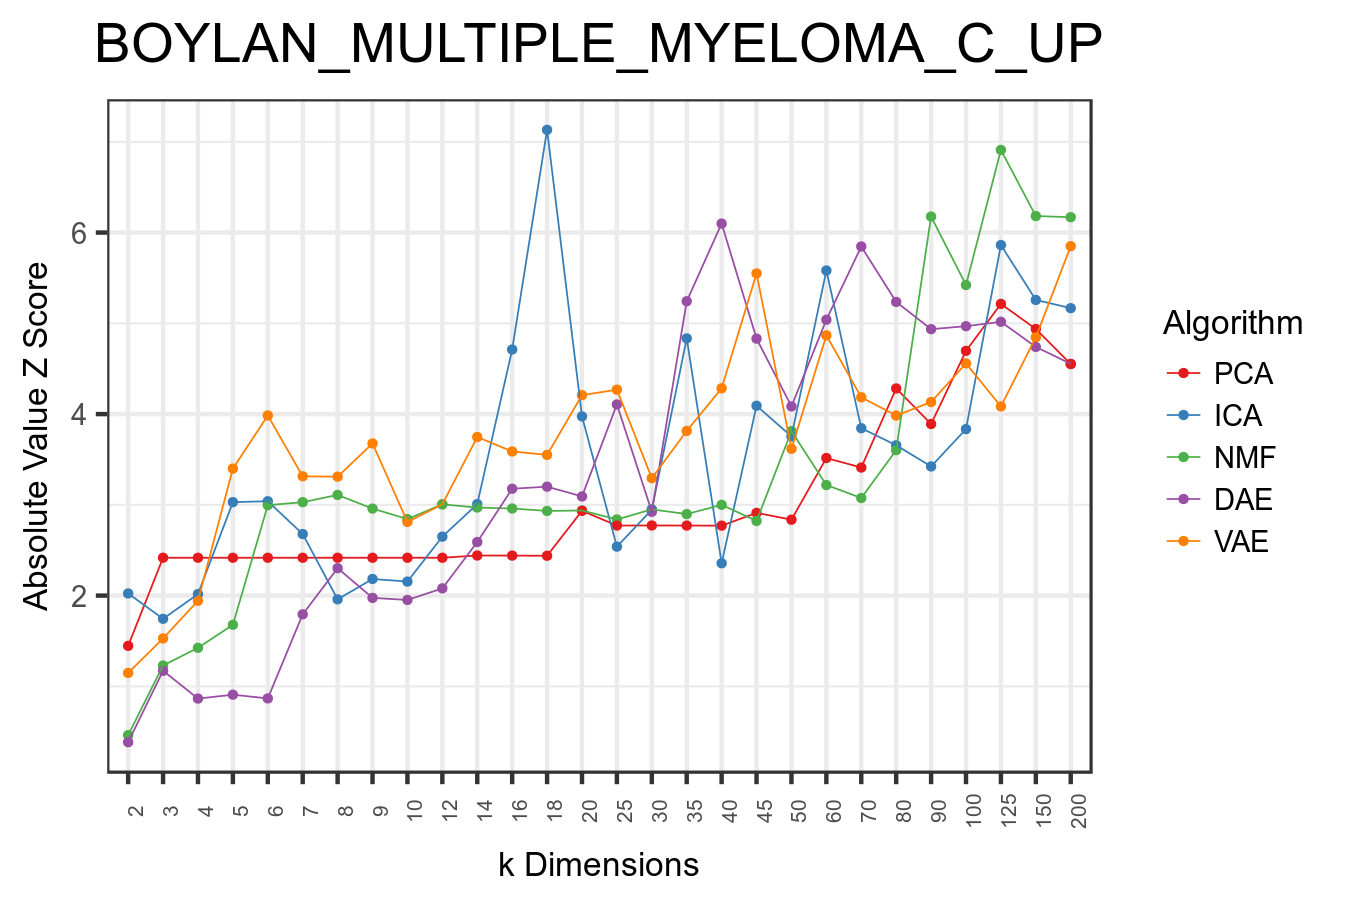 BOYLAN_MULTIPLE_MYELOMA_C_UP
Absolute Value Z Score
6
4
2
2 3 4 5 6 7 8 9 10 12 14 16 18 20 25 30 35 40 45 50 60 70 80 90 100 125 150 200
k Dimensions
Algorithm
PCA
ICA
NMF
DAE
VAE